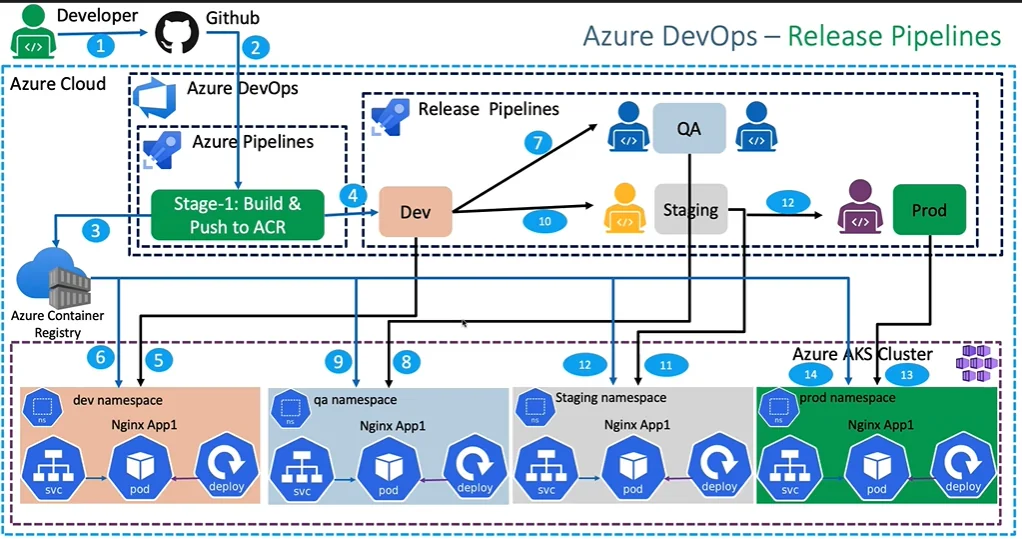 Developer
Github
Azure DevOps – Release Pipelines
1
2
Azure Cloud
Azure DevOps
Release Pipelines
Azure Pipelines
7
QA
Stage-1: Build &
Push to ACR
4
Dev
10
Staging
12
Prod
3
Azure Container
Registry
6
5
9
8
12
11
Azure AKS Cluster
14
13
ns
dev namespace
Nginx App1
svc
pod
deploy
ns
qa namespace
Nginx App1
svc
pod
deploy
ns
Staging namespace
Nginx App1
svc
pod
deploy
ns
prod namespace
Nginx App1
svc
pod
deploy